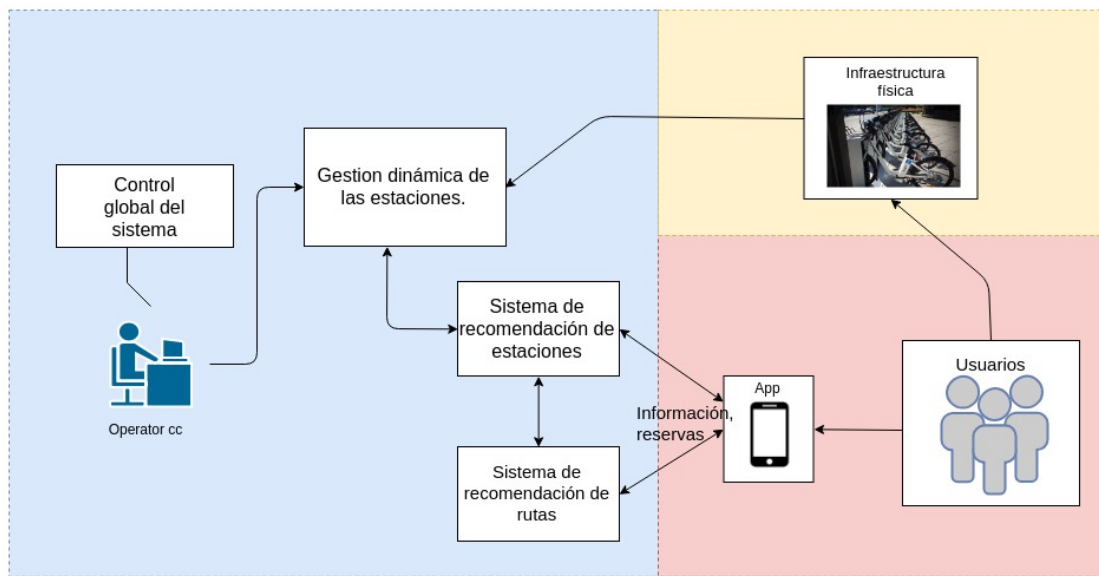 Infraestructura
física
Gestion dinámica de
las estaciones.
Control
global del
sistema
Sistema de
recomendación de
estaciones
Usuarios
App
Información,
reservas
Operator cc
Sistema de
recomendación de
rutas